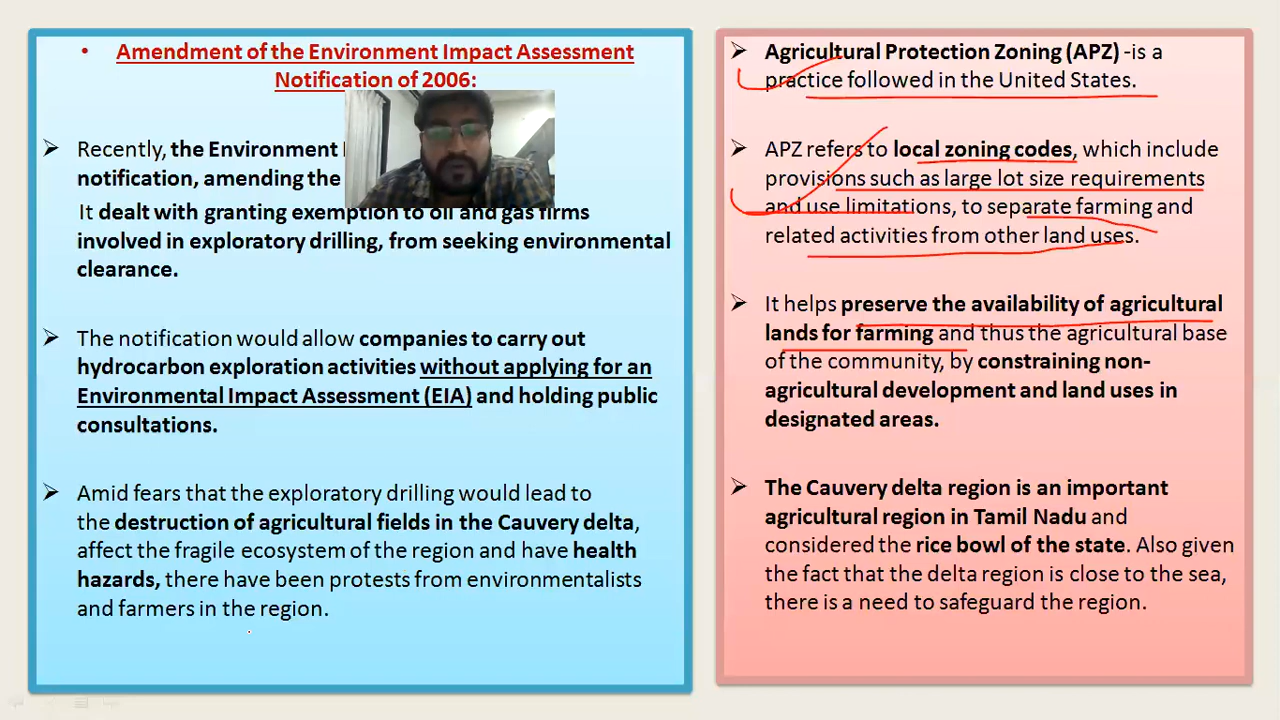 • Amendment of the Environment Impact Assessment
Notification of 2006:
Recently, the Environment
notification, amending the
It dealt with granting exemption to oil and gas firms
involved in exploratory drilling, from seeking environmental
clearance.
The notification would allow companies to carry out
hydrocarbon exploration activities without applying for an
Environmental Impact Assessment (EIA) and holding public
consultations.
Amid fears that the exploratory drilling would lead to
the destruction of agricultural fields in the Cauvery delta,
affect the fragile ecosystem of the region and have health
hazards, there have been protests from environmentalists
and farmers in the region.
Agricultural Protection Zoning (APZ) -is a
practice followed in the United States.
APZ refers to local zoning codes, which include
provisions such as large lot size requirements
and use limitations, to separate farming and
related activities from other land uses.
It helps preserve the availability of agricultural
lands for farming and thus the agricultural base
of the community, by constraining non-
agricultural development and land uses in
designated areas.
The Cauvery delta region is an important
agricultural region in Tamil Nadu and
considered the rice bowl of the state. Also given
the fact that the delta region is close to the sea,
there is a need to safeguard the region.